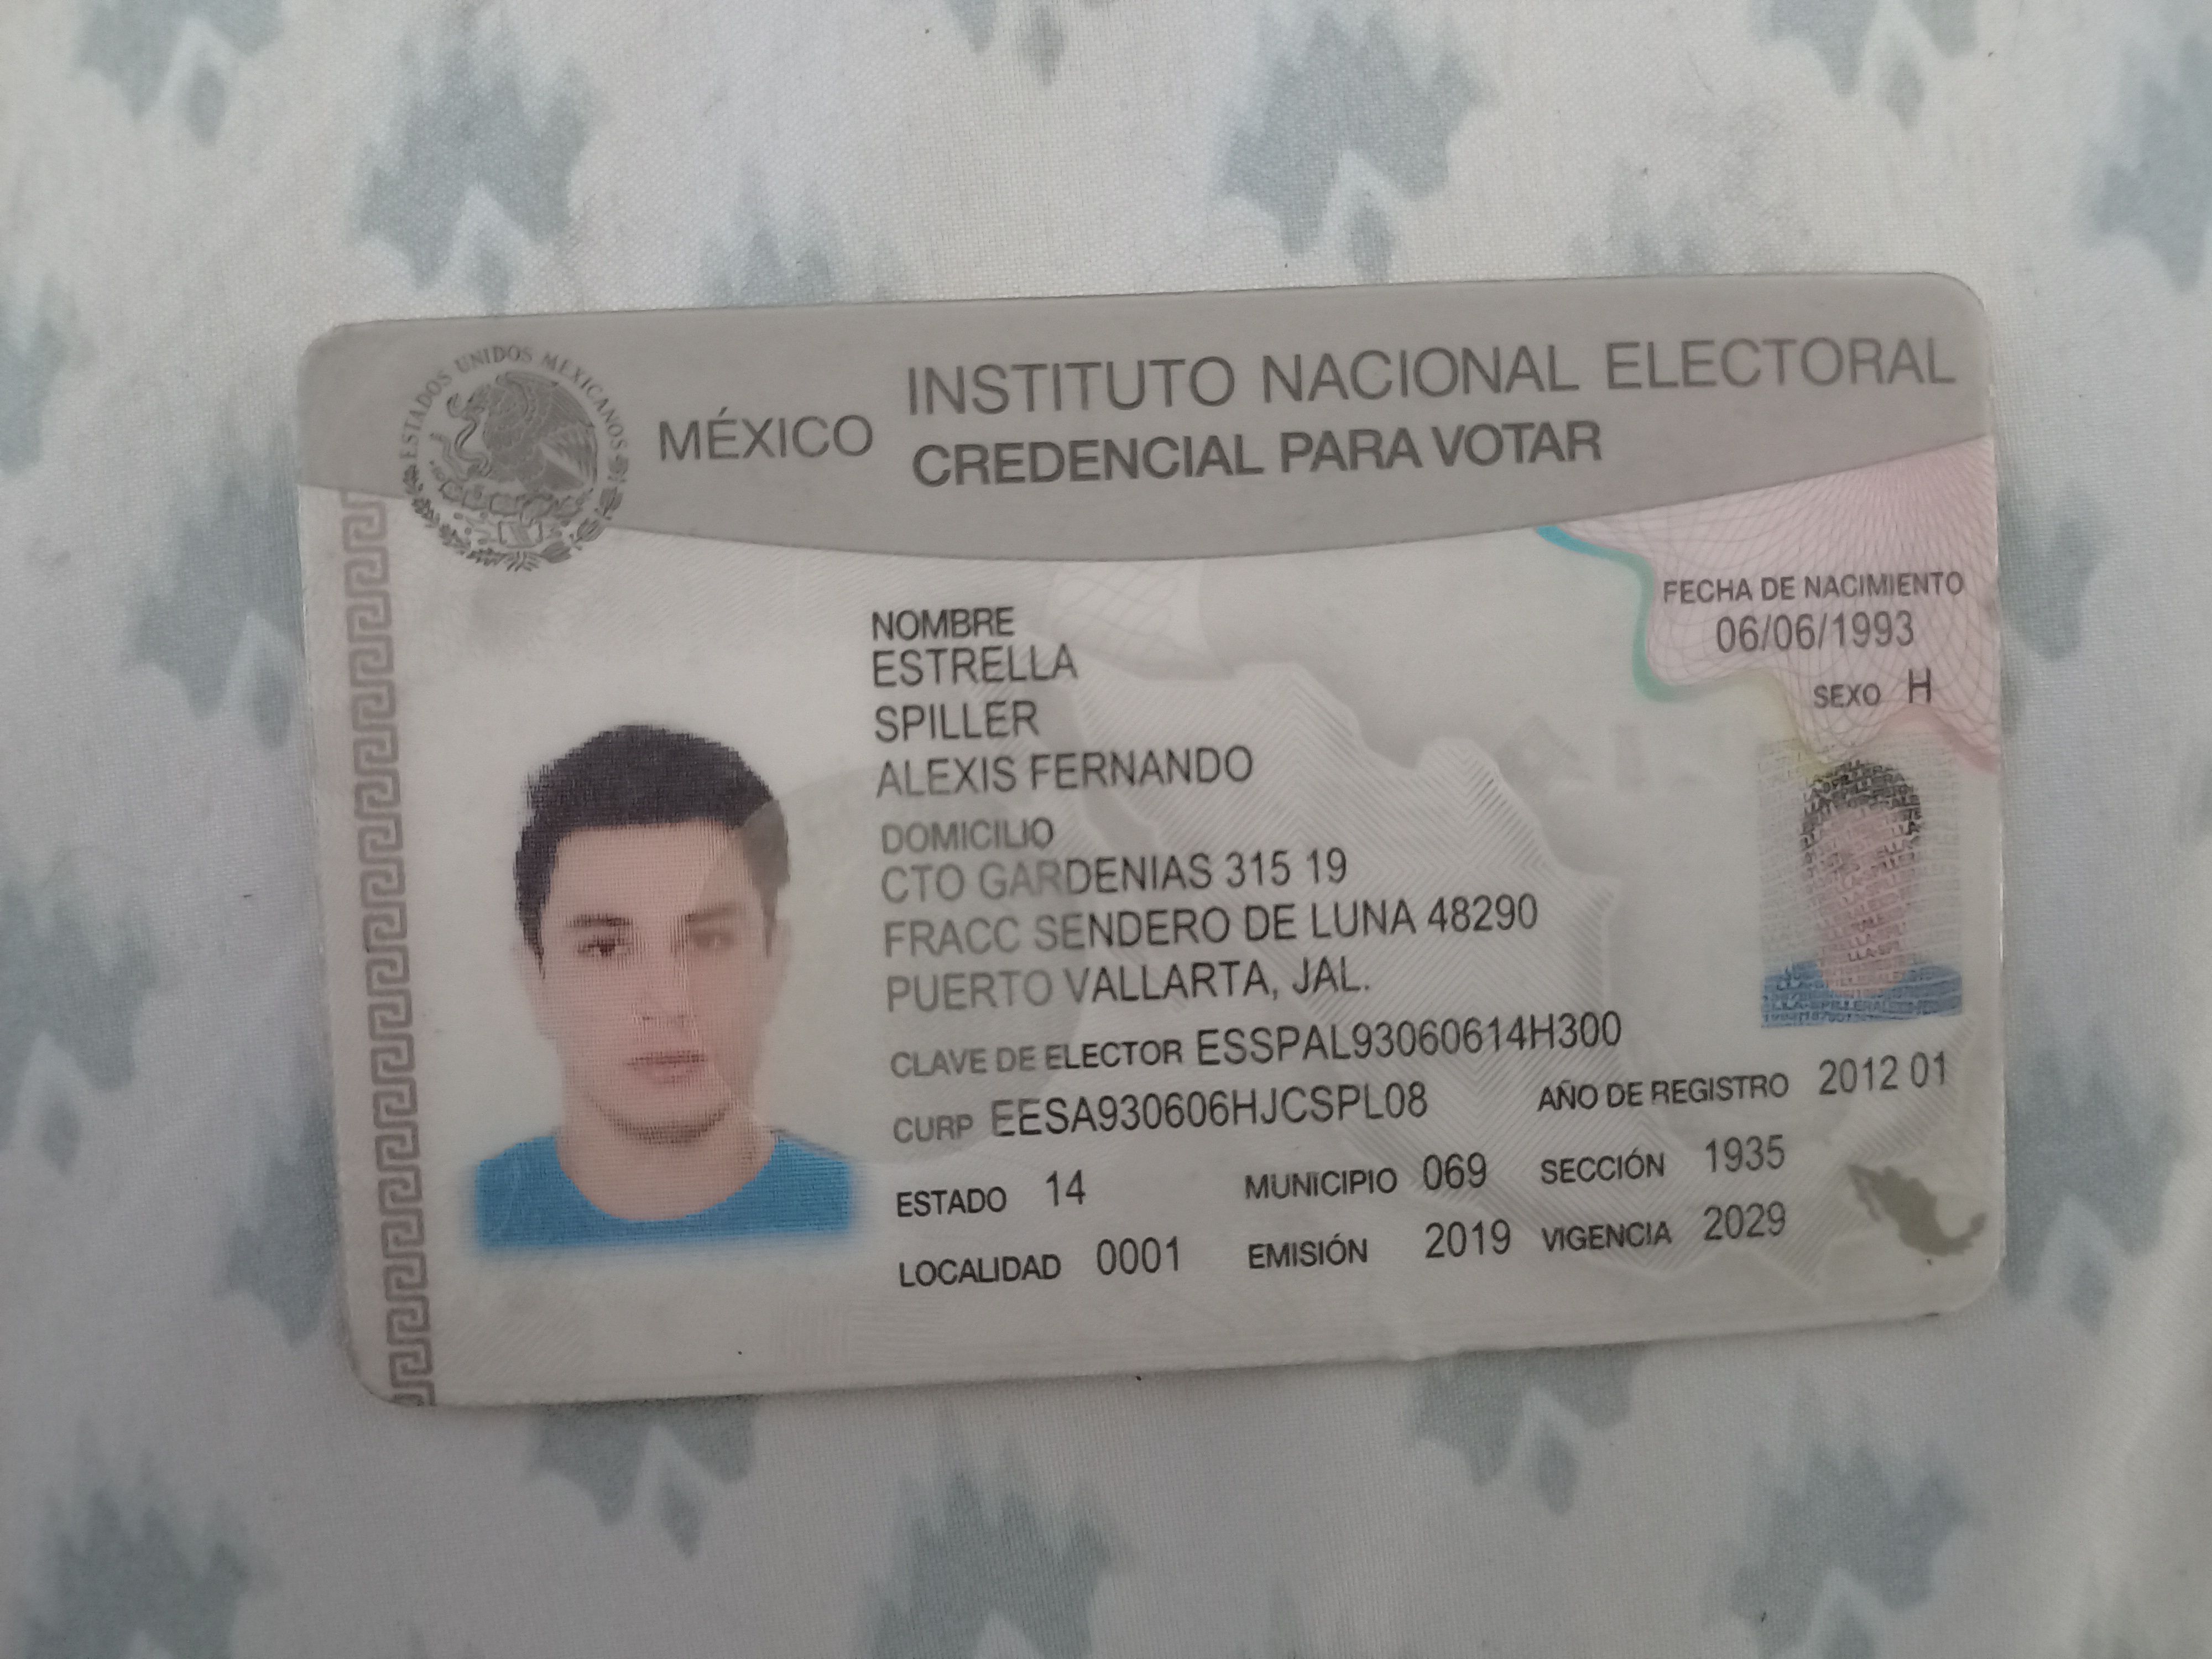 ESTADOS UNIDOS MEXICANOS
MÉXICO
INSTITUTO NACIONAL ELECTORAL
CREDENCIAL PARA VOTAR
FECHA DE NACIMIENTO
06/06/1993
SEXO H
NOMBRE
ESTRELLA
SPILLER
ALEXIS FERNANDO
DOMICILIO
CTO GARDENIAS 315 19
FRACC SENDERO DE LUNA 48290
PUERTO VALLARTA, JAL.
CLAVE DE ELECTOR ESSPAL93060614H300
CURP EESA930606HJCSPL08 AÑO DE REGISTRO 2012 01
ESTADO 14 MUNICIPIO 069 SECCIÓN 1935
LOCALIDAD 0001 EMISIÓN 2019 VIGENCIA 2029